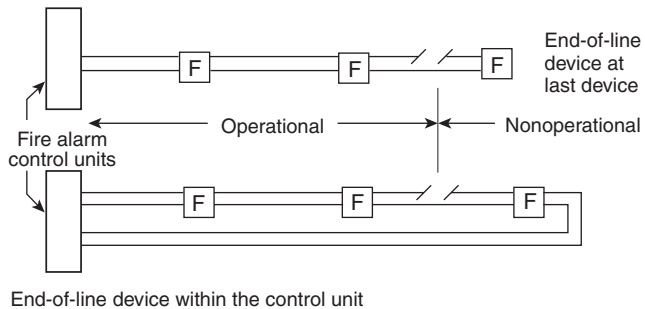 F F F
End-of-line
device at
last device
Operational
Nonoperational
Fire alarm
control units
F F F
End-of-line device within the control unit